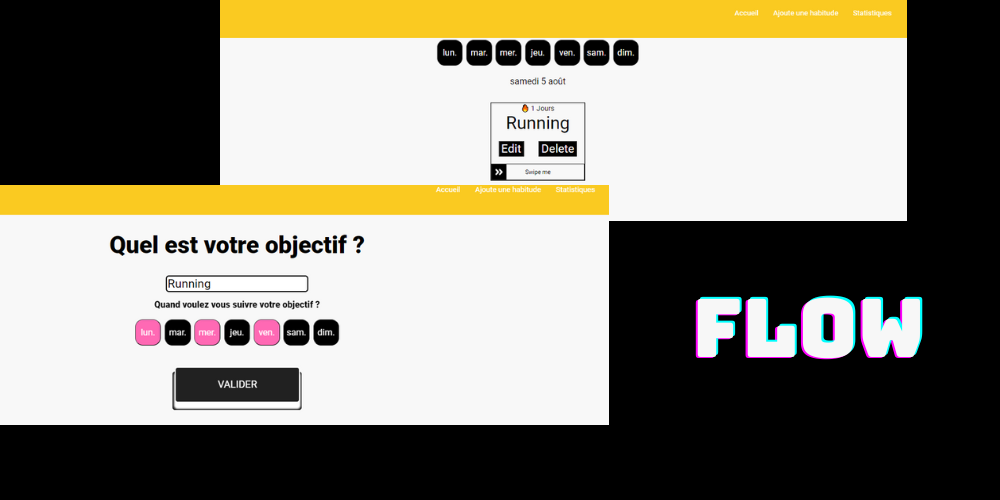 Accueil Ajoute une habitude Statistiques
lun. mar. mer. jeu. ven. sam. dim.
samedi 5 août
1 Jours
Running
Edit Delete
Swipe me
Accueil Ajoute une habitude Statistiques
Quel est votre objectif ?
Running
Quand voulez vous suivre votre objectif ?
lun. mar. mer. jeu. ven. sam. dim.
VALIDER
FLOW